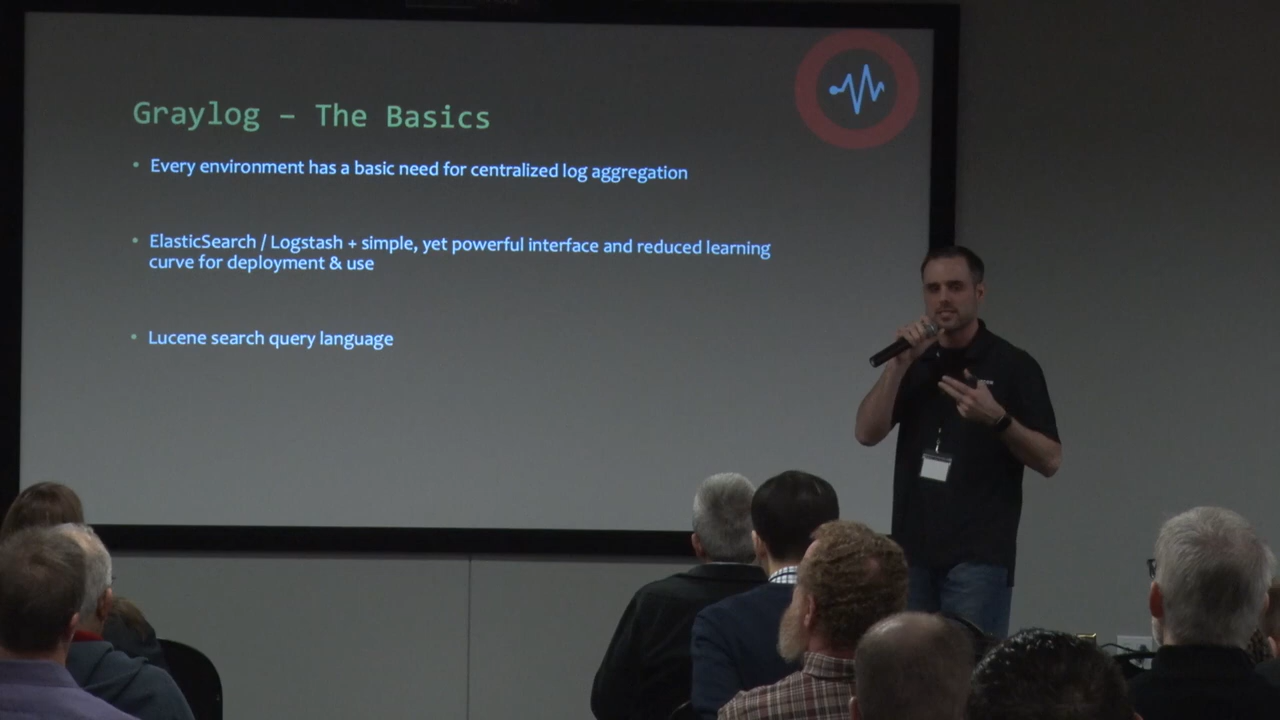 Graylog – The Basics
• Every environment has a basic need for centralized log aggregation
• ElasticSearch / Logstash + simple, yet powerful interface and reduced learning
curve for deployment & use
• Lucene search query language